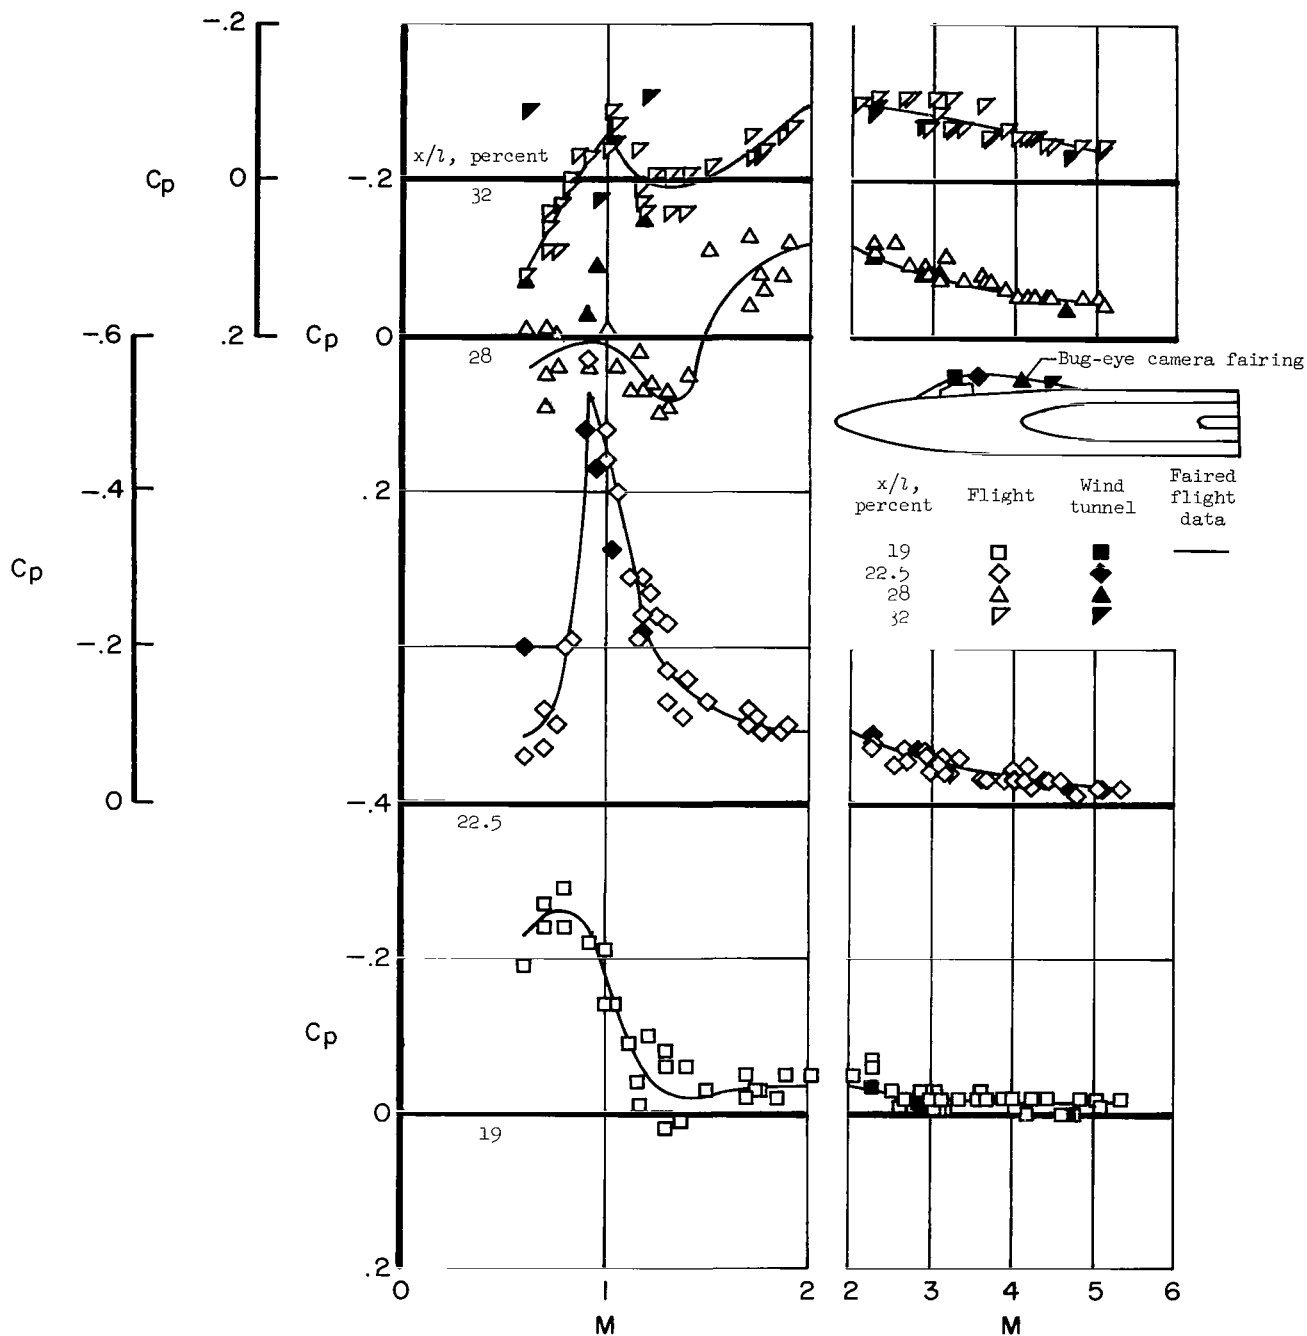 -.2
Cp
0
.2
-.6
-.4
Cp
-.2
0
x/l, percent
-.2
32
Cp
0
28
.2
-.4
22.5
-.2
Cp
0
19
.2
0
1
2
M
Bug-eye camera fairing
x/l, percent
Flight
Wind tunnel
Faired flight data
19
22.5
28
32
2
3
4
5
6
M